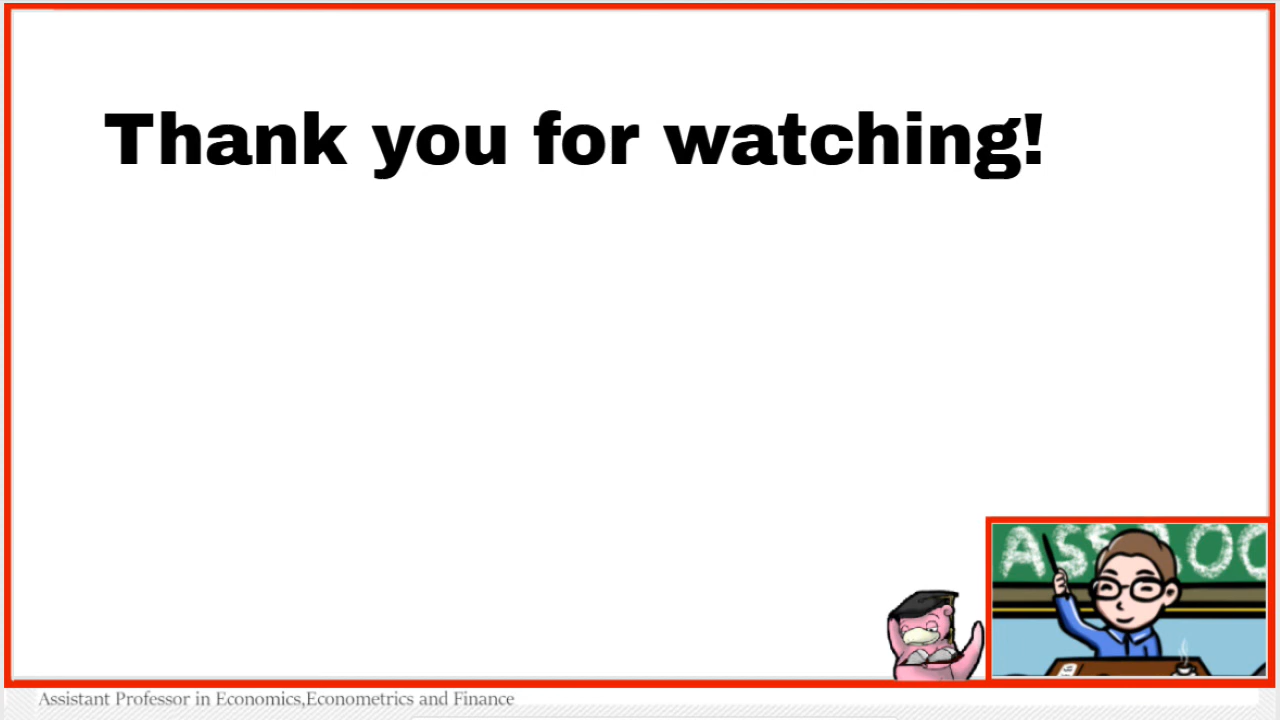 Thank you for watching!
Assistant Professor in Economics,Econometrics and Finance